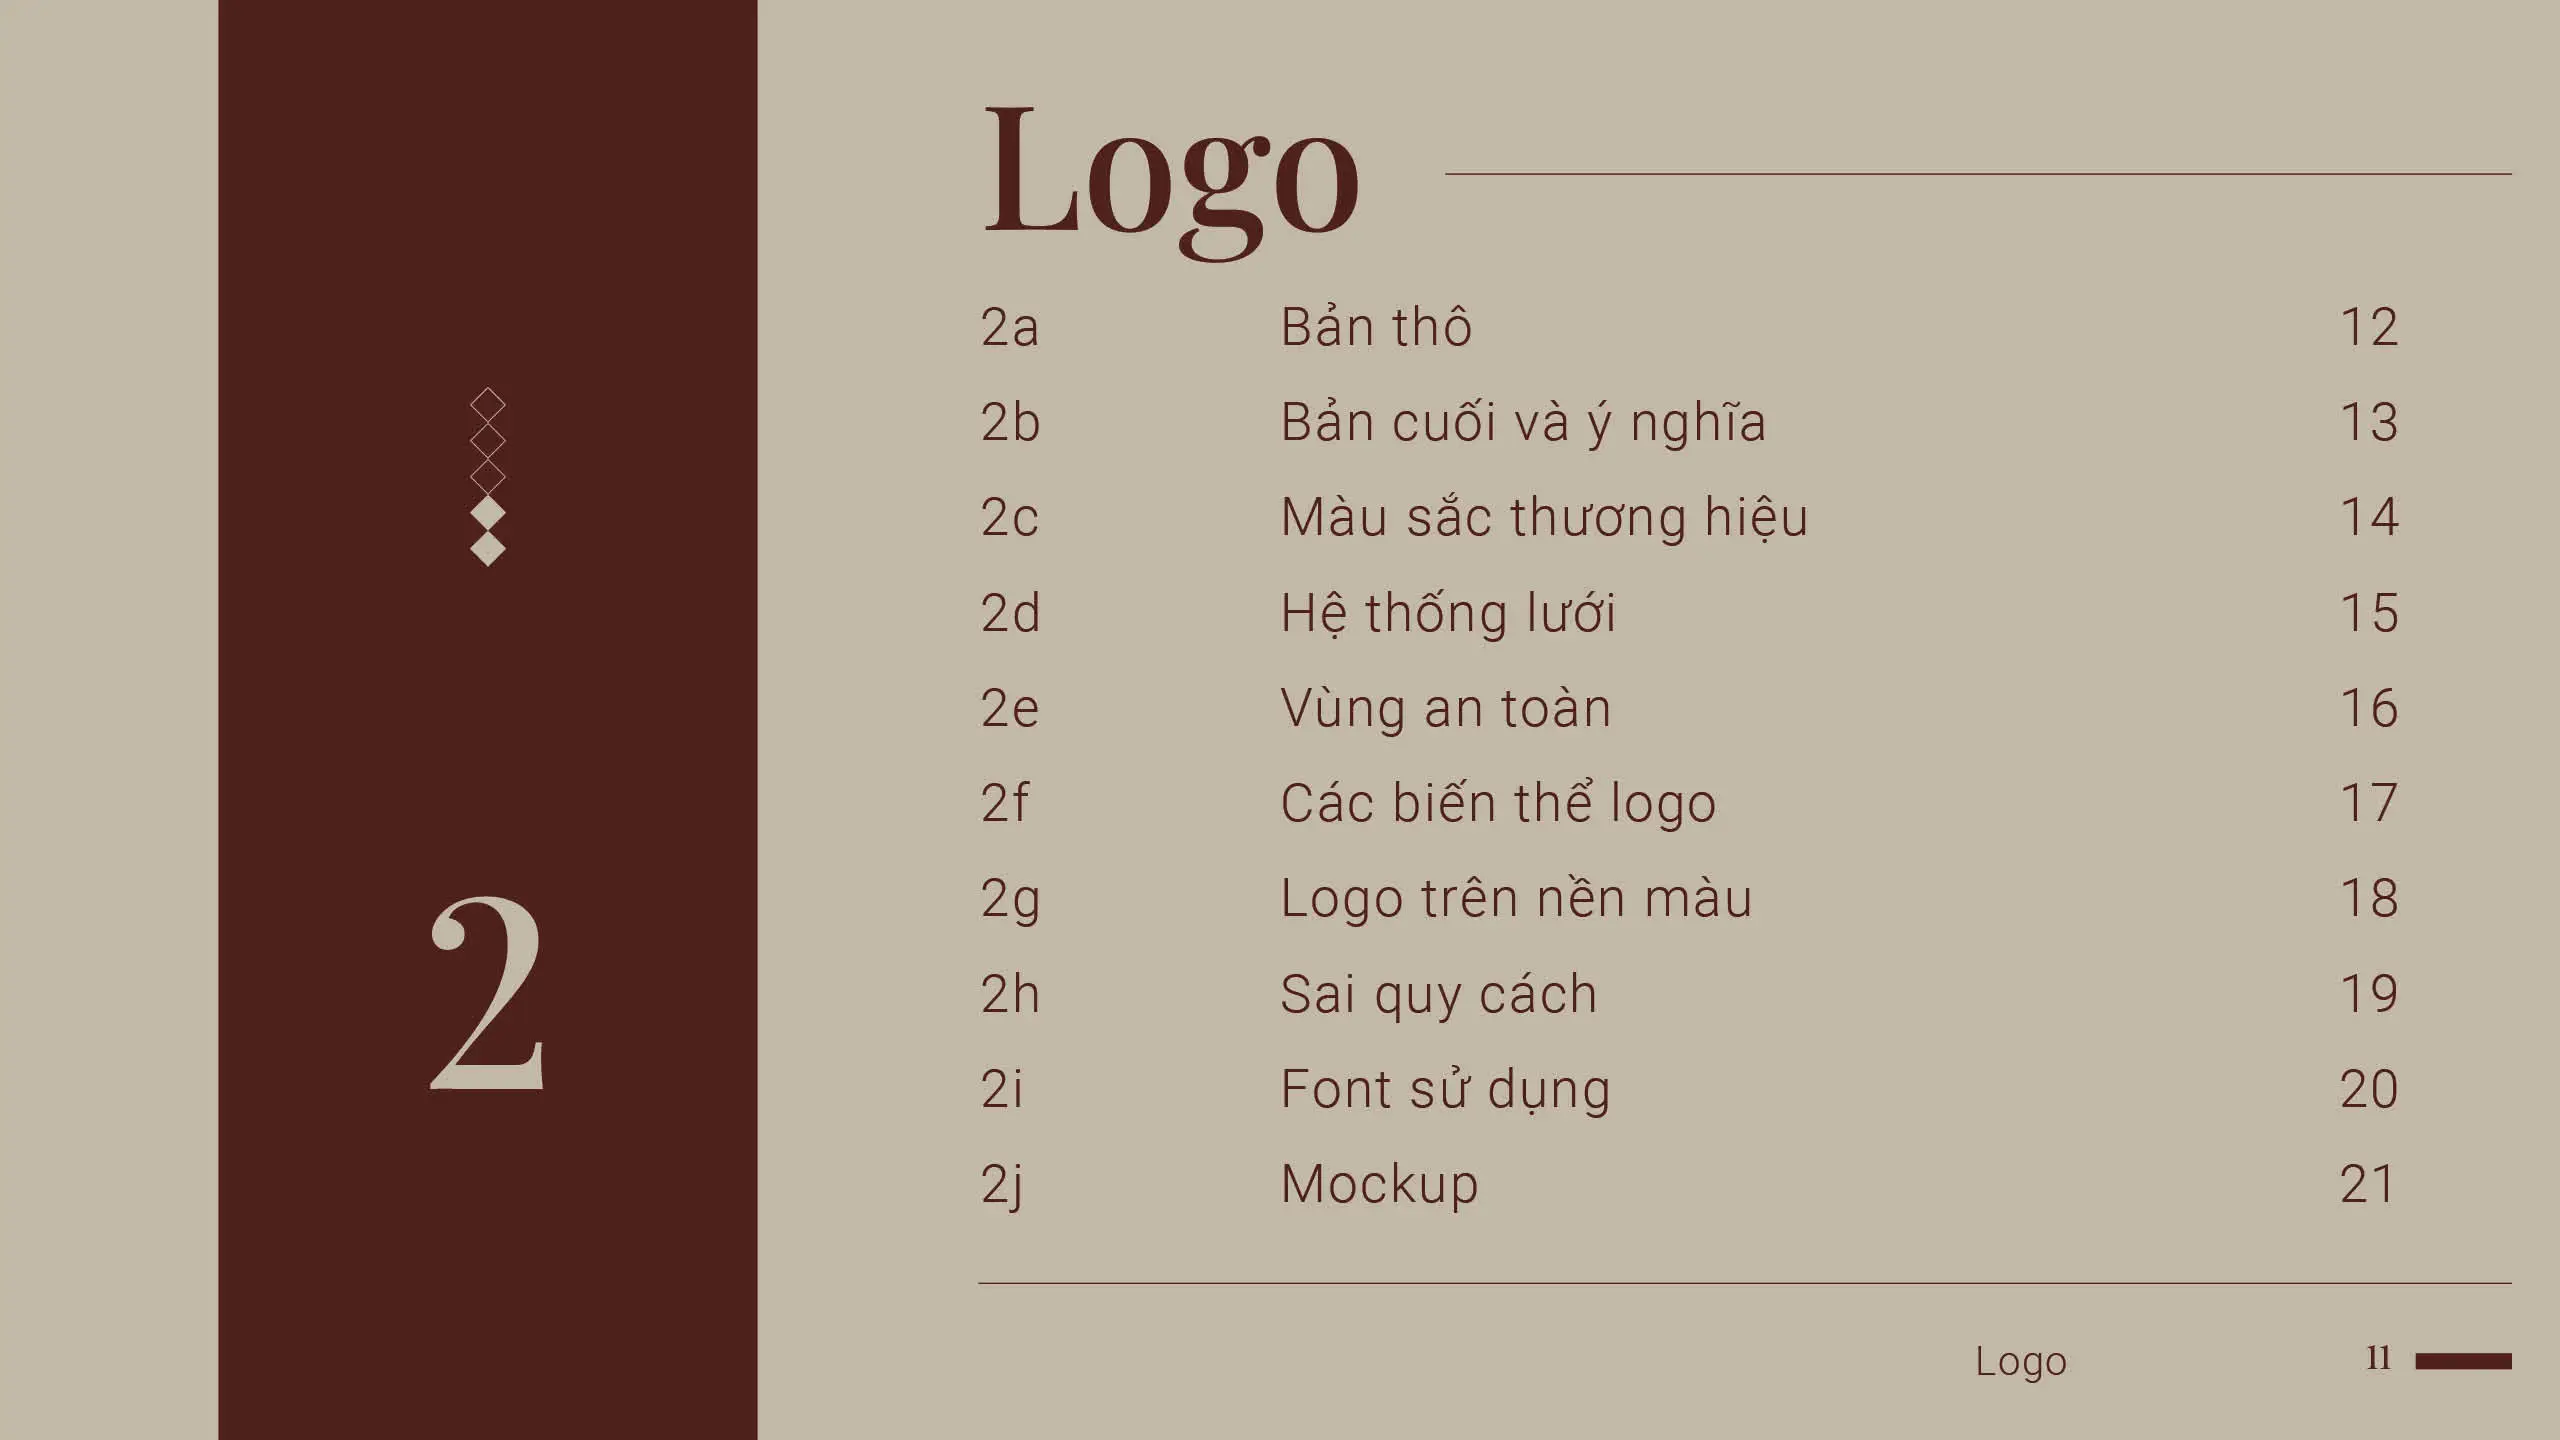 2
Logo
2a Bản thô 12
2b Bản cuối và ý nghĩa 13
2c Màu sắc thương hiệu 14
2d Hệ thống lưới 15
2e Vùng an toàn 16
2f Các biến thể logo 17
2g Logo trên nền màu 18
2h Sai quy cách 19
2i Font sử dụng 20
2j Mockup 21
Logo 11